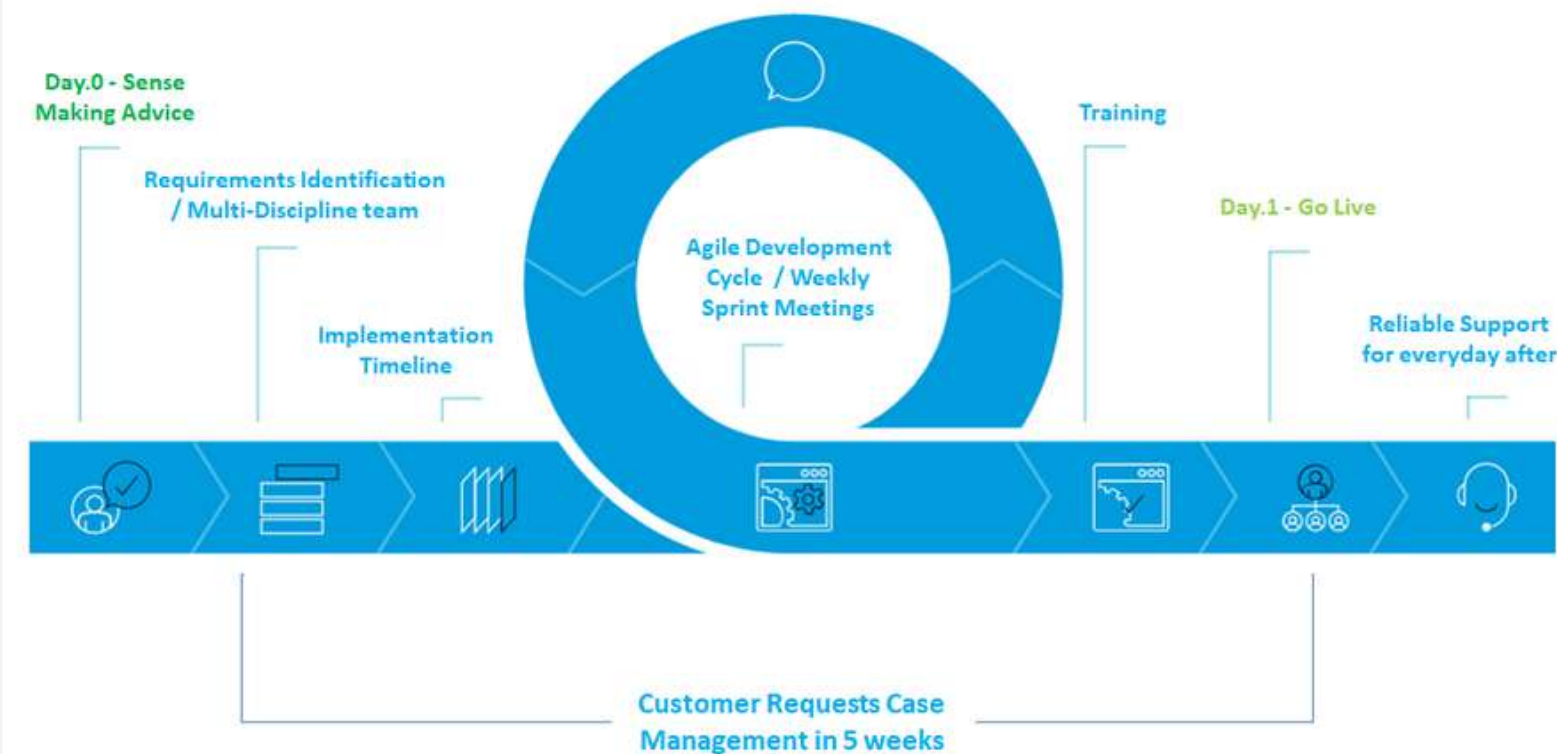 Day.0 - Sense
Making Advice
Requirements Identification
/ Multi-Discipline team
Implementation
Timeline
Agile Development
Cycle / Weekly
Sprint Meetings
Training
Day.1 - Go Live
Reliable Support
for everyday after
Customer Requests Case
Management in 5 weeks